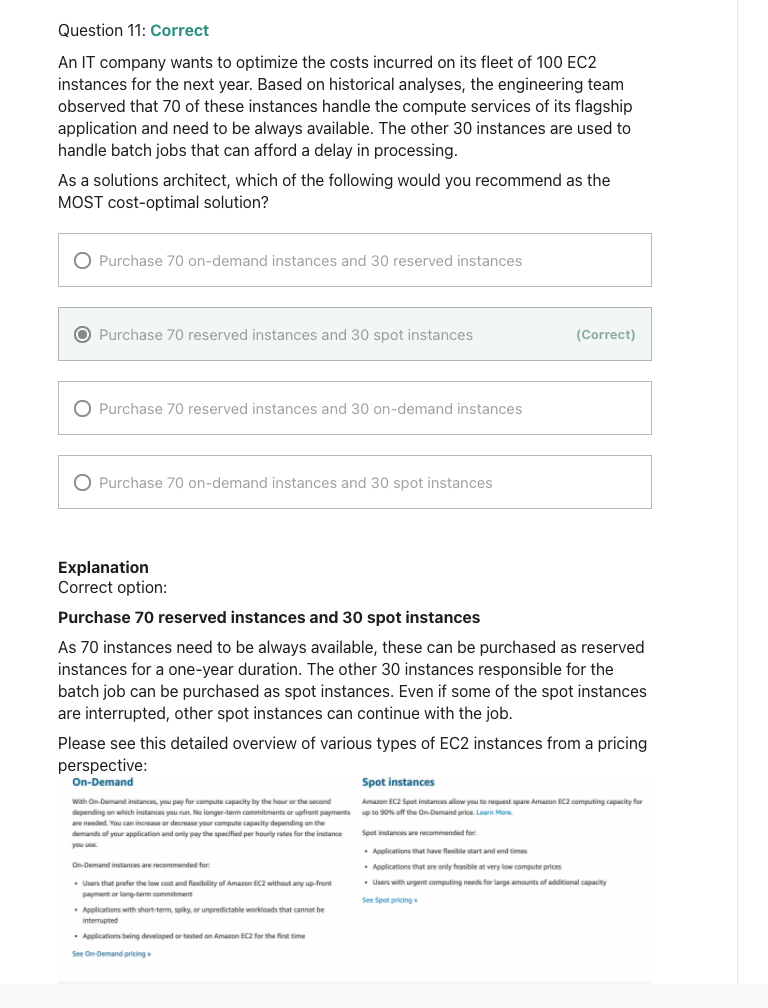 Question 11: Correct
An IT company wants to optimize the costs incurred on its fleet of 100 EC2
instances for the next year. Based on historical analyses, the engineering team
observed that 70 of these instances handle the compute services of its flagship
application and need to be always available. The other 30 instances are used to
handle batch jobs that can afford a delay in processing.
As a solutions architect, which of the following would you recommend as the
MOST cost-optimal solution?
Purchase 70 on-demand instances and 30 reserved instances
Purchase 70 reserved instances and 30 spot instances (Correct)
Purchase 70 reserved instances and 30 on-demand instances
Purchase 70 on-demand instances and 30 spot instances
Explanation
Correct option:
Purchase 70 reserved instances and 30 spot instances
As 70 instances need to be always available, these can be purchased as reserved
instances for a one-year duration. The other 30 instances responsible for the
batch job can be purchased as spot instances. Even if some of the spot instances
are interrupted, other spot instances can continue with the job.
Please see this detailed overview of various types of EC2 instances from a pricing
perspective:
On-Demand
With On-Demand instances, you pay for compute capacity by the hour or the second
depending on which instances you run. No longer-term commitments or upfront payments
are needed. You can increase or decrease your compute capacity depending on the
demands of your application and only pay the specified per hourly rates for the instance
you use.
On-Demand instances are recommended for:
• Users that prefer the low cost and flexibility of Amazon EC2 without any up-front
payment or long-term commitment
• Applications with short-term, spiky, or unpredictable workloads that cannot be
interrupted
• Applications being developed or tested on Amazon EC2 for the first time
See On-Demand pricing »
Spot instances
Amazon EC2 Spot instances allow you to request spare Amazon EC2 computing capacity for
up to 90% off the On-Demand price. Learn More.
Spot instances are recommended for:
• Applications that have flexible start and end times
• Applications that are only feasible at very low compute prices
• Users with urgent computing needs for large amounts of additional capacity
See Spot pricing »